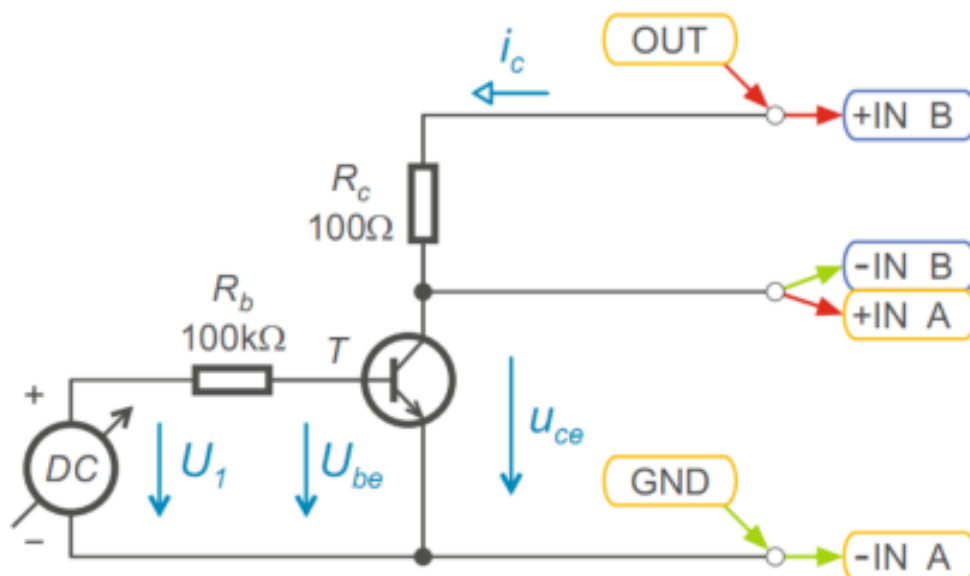 OUT
i_c
+IN B
R_c
100Ω
-IN B
+IN A
R_b
100kΩ
T
+
DC
U_1
U_be
u_ce
GND
−
-IN A